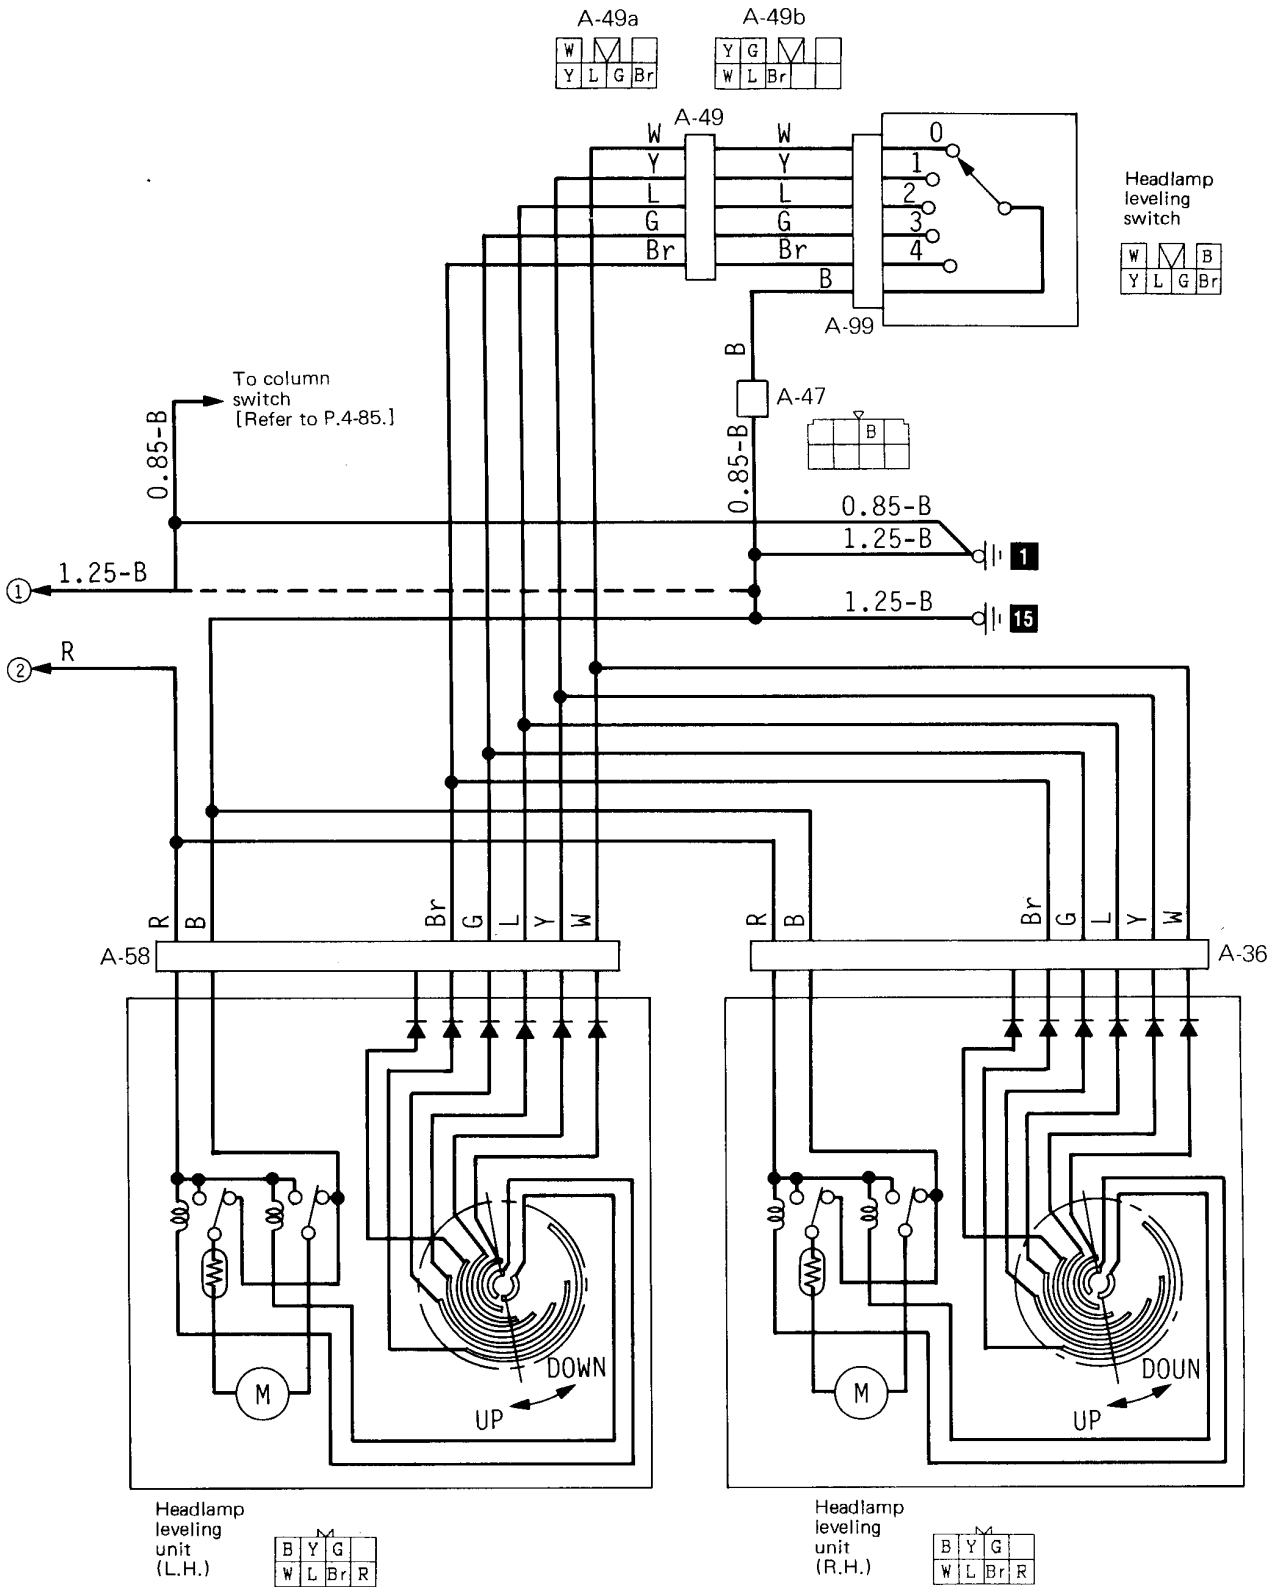 A-49a A-49b
W Y G
Y L G Br W L Br
A-49
W W 0
Y Y 1
L L 2
G G 3
Br Br 4
B
A-99
Headlamp
leveling
switch
W B
Y L G Br
B
A-47
B
To column
switch
[Refer to P.4-85.]
0.85-B
0.85-B
0.85-B
1.25-B
1
1.25-B
1
1.25-B
15
2
R
R B Br G L Y W
R B Br G L Y W
A-58
A-36
M
UP
DOWN
M
UP
DOUN
Headlamp
leveling
unit
(L.H.)
B Y G
W L Br R
Headlamp
leveling
unit
(R.H.)
B Y G
W L Br R